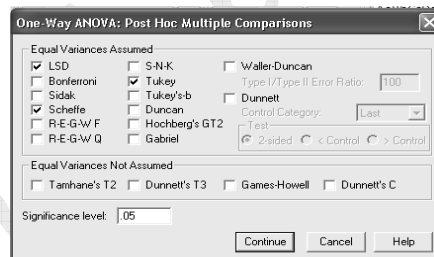 One-Way ANOVA: Post Hoc Multiple Comparisons
Equal Variances Assumed
LSD S-N-K Waller-Duncan
Bonferroni Tukey Type I/Type II Error Ratio: 100
Sidak Tukey's-b Dunnett
Scheffe Duncan Control Category: Last
R-E-G-W F Hochberg's GT2 Test
R-E-G-W Q Gabriel 2-sided < Control > Control
Equal Variances Not Assumed
Tamhane's T2 Dunnett's T3 Games-Howell Dunnett's C
Significance level: .05
Continue Cancel Help